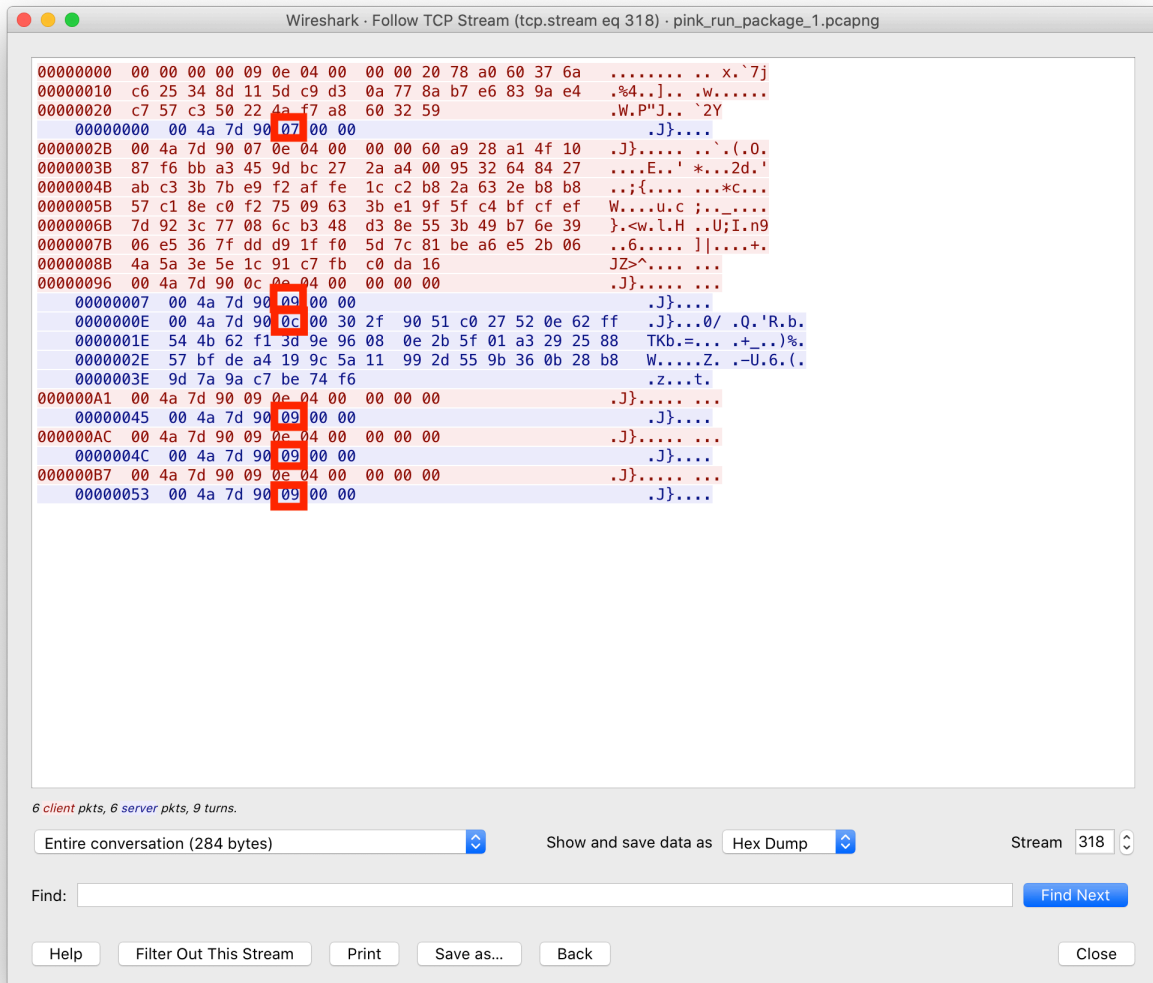 Wireshark · Follow TCP Stream (tcp.stream eq 318) · pink_run_package_1.pcapng
00000000  00 00 00 00 09 0e 04 00  00 00 20 78 a0 60 37 6a   ........ .. x.`7j
00000010  c6 25 34 8d 11 5d c9 d3  0a 77 8a b7 e6 83 9a e4   .%4..].. .w......
00000020  c7 57 c3 50 22 4a f7 a8  60 32 59   .W.P"J.. `2Y
00000000  00 4a 7d 90 07 00 00   .J}....
0000002B  00 4a 7d 90 07 0e 04 00  00 00 60 a9 28 a1 4f 10   .J}..... ..`.(.O.
0000003B  87 f6 bb a3 45 9d bc 27  2a a4 00 95 32 64 84 27   ....E..' *...2d.'
0000004B  ab c3 3b 7b e9 f2 af fe  1c c2 b8 2a 63 2e b8 b8   ..;{.... ...*c...
0000005B  57 c1 8e c0 f2 75 09 63  3b e1 9f 5f c4 bf cf ef   W....u.c ;.._....
0000006B  7d 92 3c 77 08 6c b3 48  d3 8e 55 3b 49 b7 6e 39   }.<w.l.H ..U;I.n9
0000007B  06 e5 36 7f dd d9 1f f0  5d 7c 81 be a6 e5 2b 06   ..6..... ]|....+.
0000008B  4a 5a 3e 5e 1c 91 c7 fb  c0 da 16   JZ>^.... ...
00000096  00 4a 7d 90 0c 0e 04 00  00 00 00   .J}..... ...
00000007  00 4a 7d 90 09 00 00   .J}....
0000000E  00 4a 7d 90 0c 00 30 2f  90 51 c0 27 52 0e 62 ff   .J}...0/ .Q.'R.b.
0000001E  54 4b 62 f1 3d 9e 96 08  0e 2b 5f 01 a3 29 25 88   TKb.=... .+_..)%.
0000002E  57 bf de a4 19 9c 5a 11  99 2d 55 9b 36 0b 28 b8   W.....Z. .-U.6.(.
0000003E  9d 7a 9a c7 be 74 f6   .z...t.
000000A1  00 4a 7d 90 09 0e 04 00  00 00 00   .J}..... ...
00000045  00 4a 7d 90 09 00 00   .J}....
000000AC  00 4a 7d 90 09 0e 04 00  00 00 00   .J}..... ...
0000004C  00 4a 7d 90 09 00 00   .J}....
000000B7  00 4a 7d 90 09 0e 04 00  00 00 00   .J}..... ...
00000053  00 4a 7d 90 09 00 00   .J}....
6 client pkts, 6 server pkts, 9 turns.
Entire conversation (284 bytes) Show and save data as Hex Dump Stream 318
Find: Find Next
Help Filter Out This Stream Print Save as... Back Close